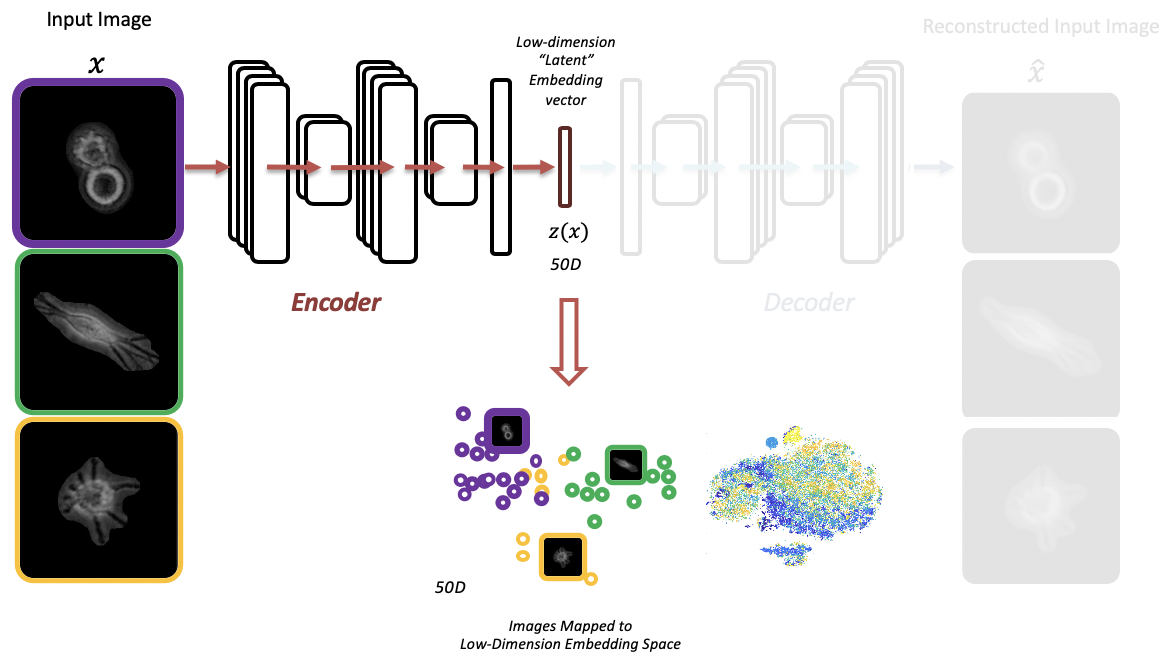 Input Image
x
Low-dimension
“Latent”
Embedding
vector
z(x)
50D
Encoder
Decoder
Reconstructed Input Image
x̂
50D
Images Mapped to
Low-Dimension Embedding Space